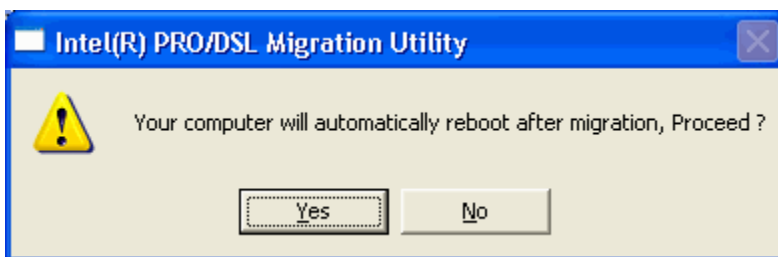 Intel(R) PRO/DSL Migration Utility
Your computer will automatically reboot after migration, Proceed ?
Yes No